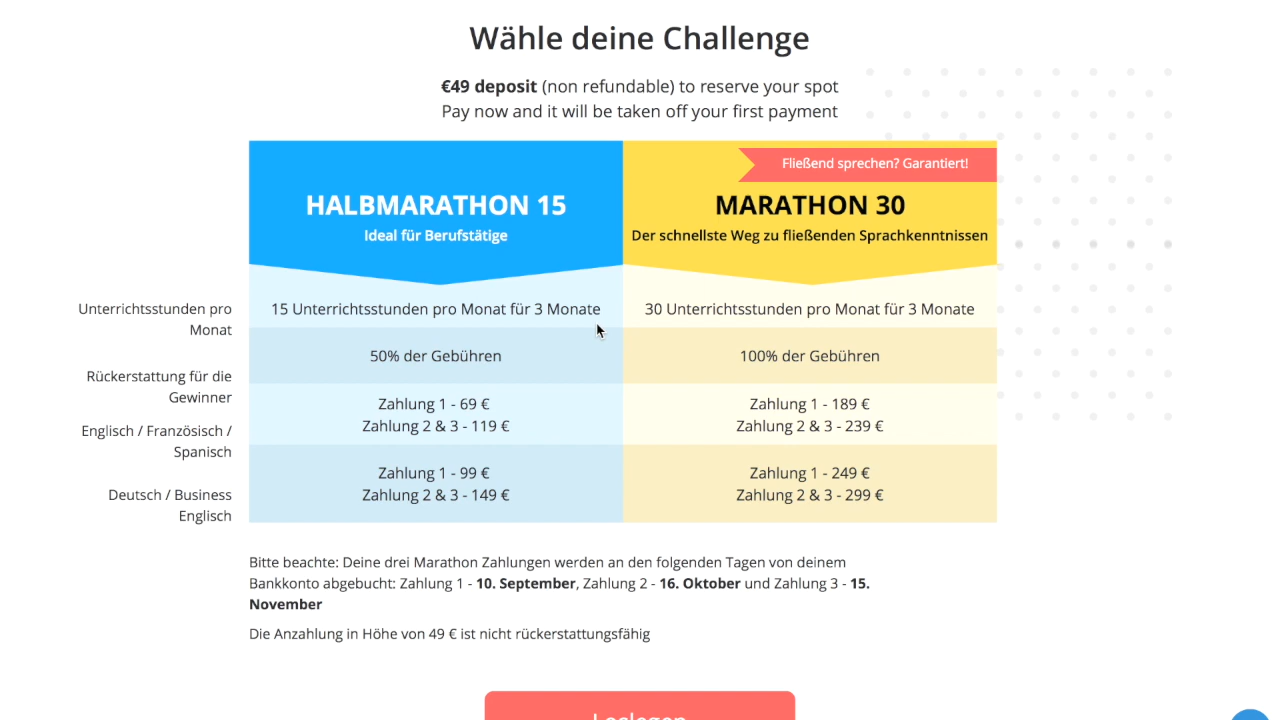 Wähle deine Challenge
€49 deposit (non refundable) to reserve your spot
Pay now and it will be taken off your first payment
Fließend sprechen? Garantiert!
HALBMARATHON 15
Ideal für Berufstätige
MARATHON 30
Der schnellste Weg zu fließenden Sprachkenntnissen
Unterrichtsstunden pro
Monat
15 Unterrichtsstunden pro Monat für 3 Monate
30 Unterrichtsstunden pro Monat für 3 Monate
Rückerstattung für die
Gewinner
50% der Gebühren
100% der Gebühren
Englisch / Französisch /
Spanisch
Zahlung 1 - 69 €
Zahlung 2 & 3 - 119 €
Zahlung 1 - 189 €
Zahlung 2 & 3 - 239 €
Deutsch / Business
Englisch
Zahlung 1 - 99 €
Zahlung 2 & 3 - 149 €
Zahlung 1 - 249 €
Zahlung 2 & 3 - 299 €
Bitte beachte: Deine drei Marathon Zahlungen werden an den folgenden Tagen von deinem
Bankkonto abgebucht: Zahlung 1 - 10. September, Zahlung 2 - 16. Oktober und Zahlung 3 - 15.
November
Die Anzahlung in Höhe von 49 € ist nicht rückerstattungsfähig
Loslegen